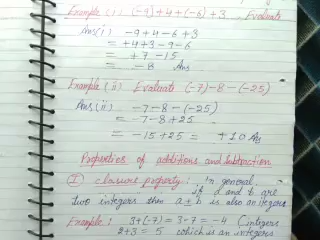 Example (i) (-9)+4+(-6)+3. Evaluate
Ans(i) -9+4-6+3
= +4+3-9-6
= +7-15
= -8 Ans
Example (ii) Evaluate (-7)-8-(-25)
Ans(ii) -7-8-(-25)
= -7-8+25
= -15+25 = +10 Ans
Properties of additions and Subtraction
(I) closure property: In general
if a and b are
two integers then a ± b is also an integers
Example: 3+(-7) = 3-7 = -4 (integers
2+3 = 5 which is an integers